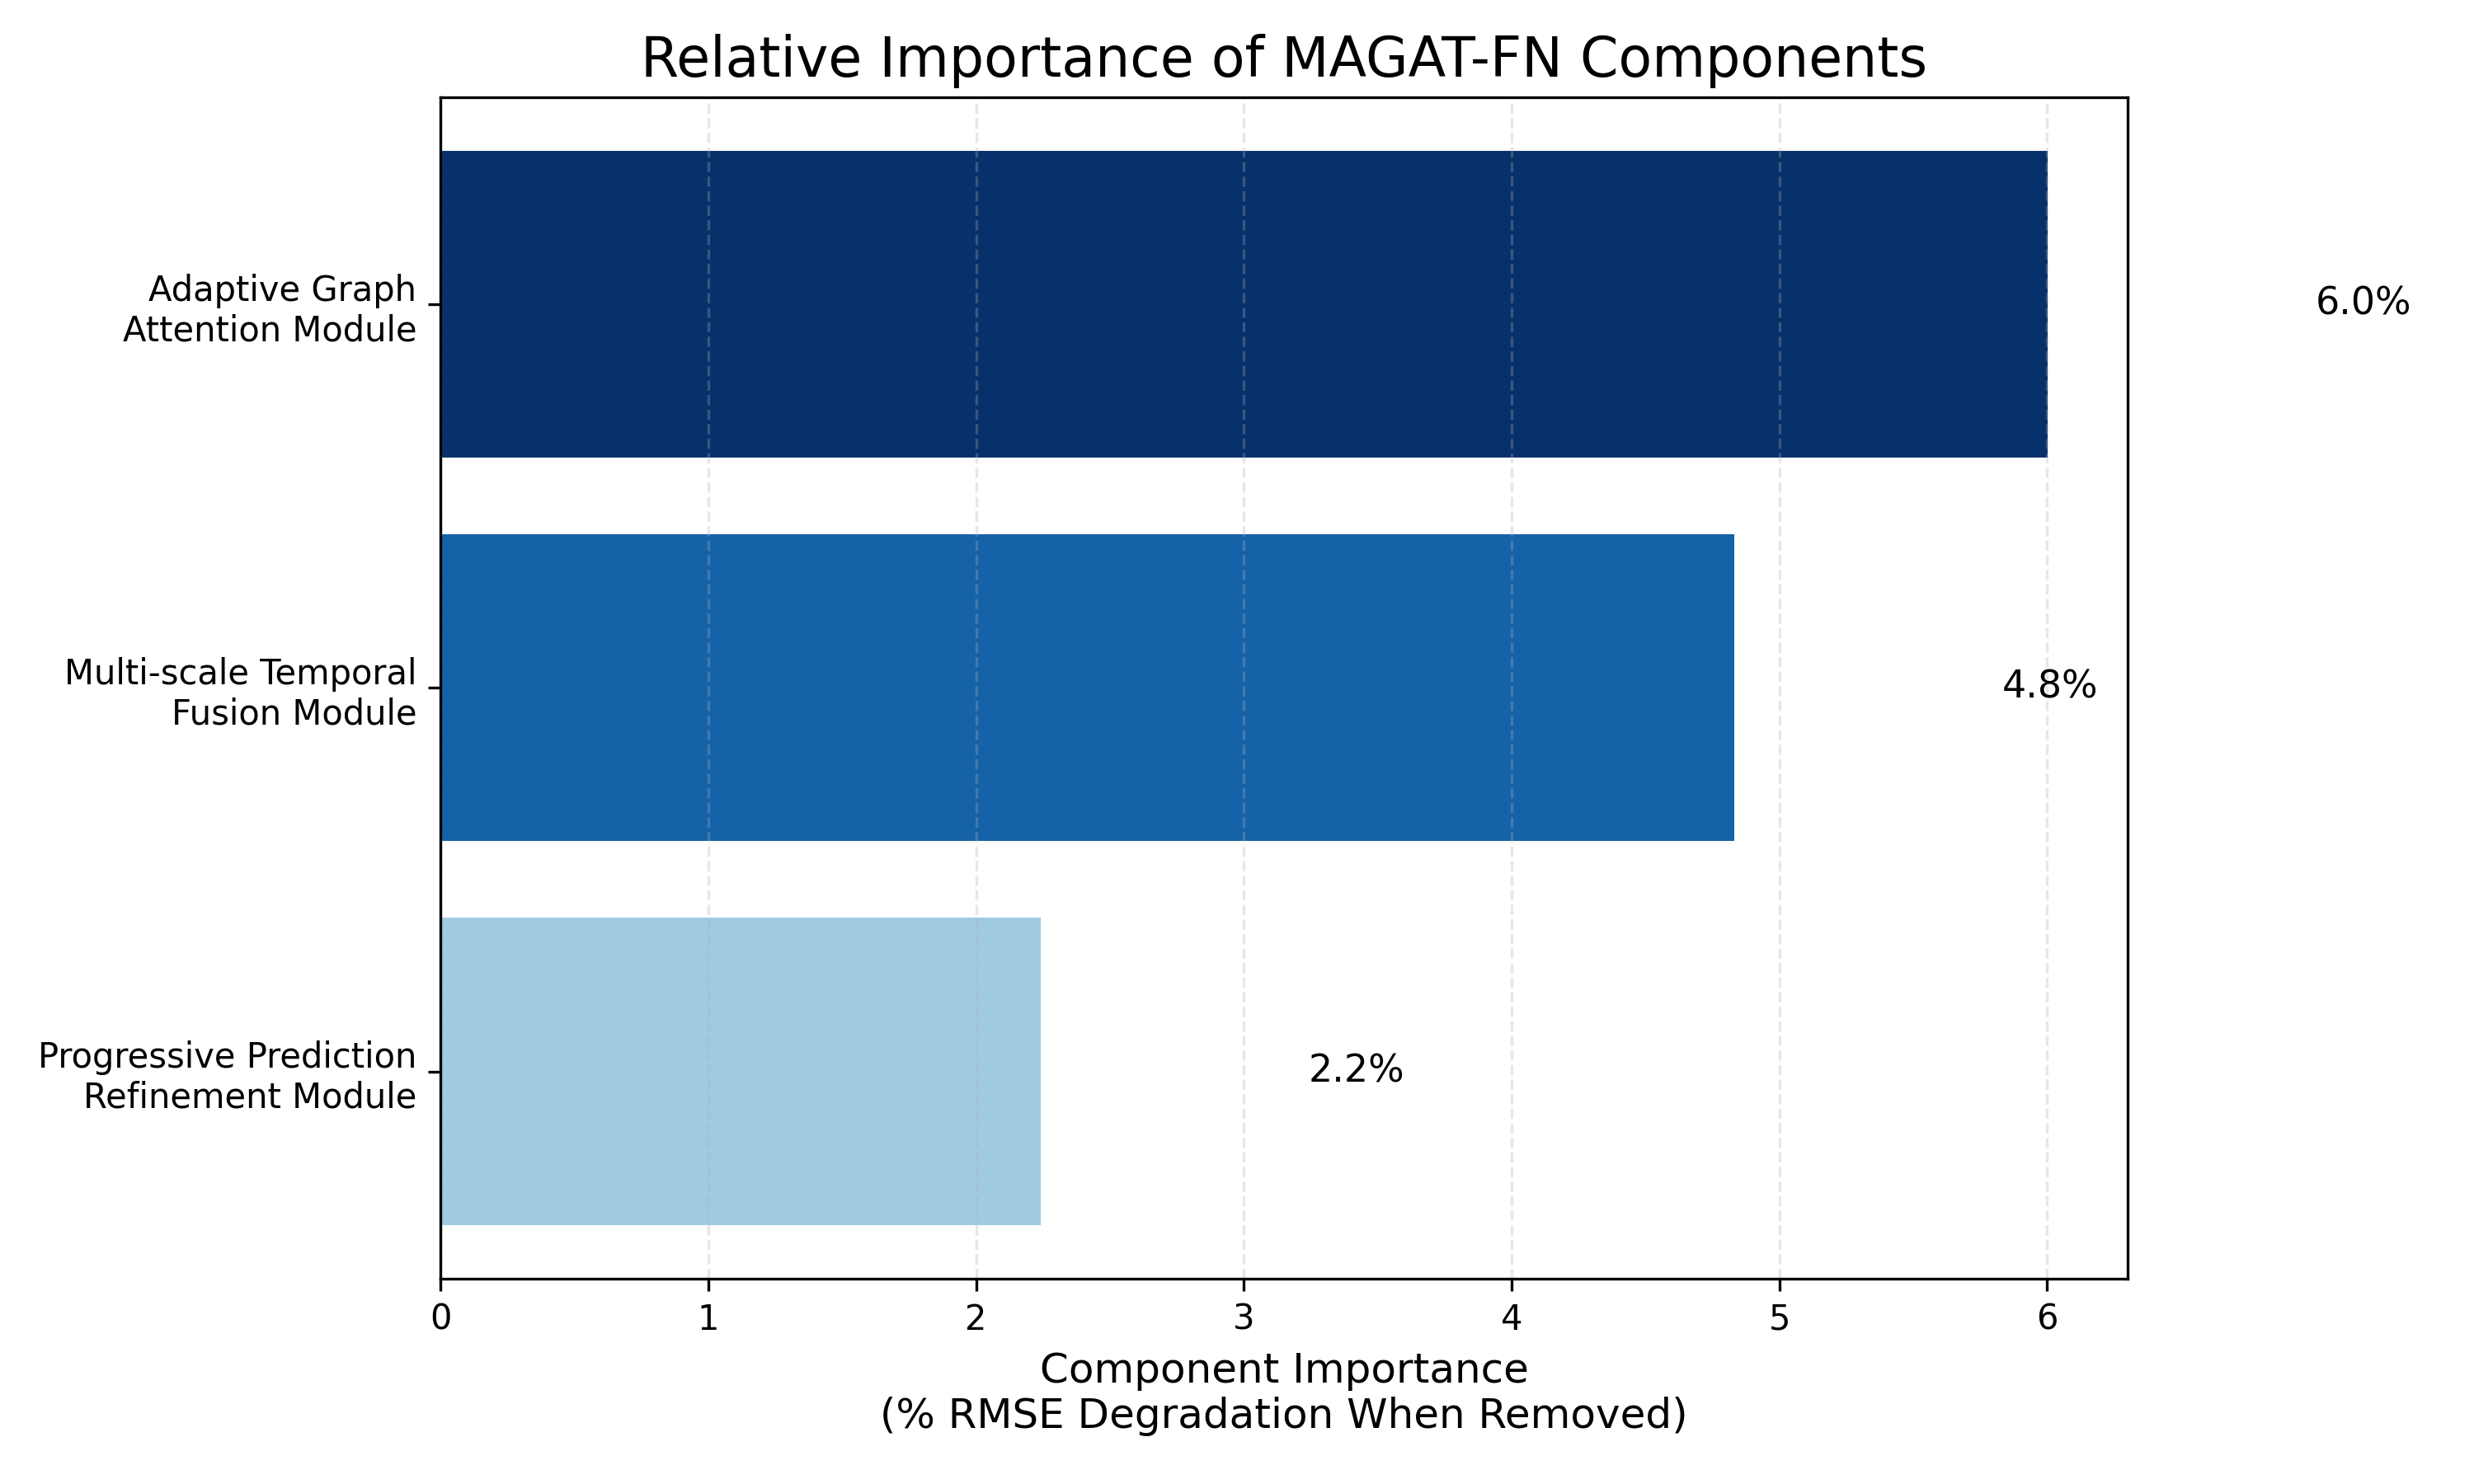 Relative Importance of MAGAT-FN Components
Adaptive Graph
Attention Module
6.0%
Multi-scale Temporal
Fusion Module
4.8%
Progressive Prediction
Refinement Module
2.2%
0 1 2 3 4 5 6
Component Importance
(% RMSE Degradation When Removed)